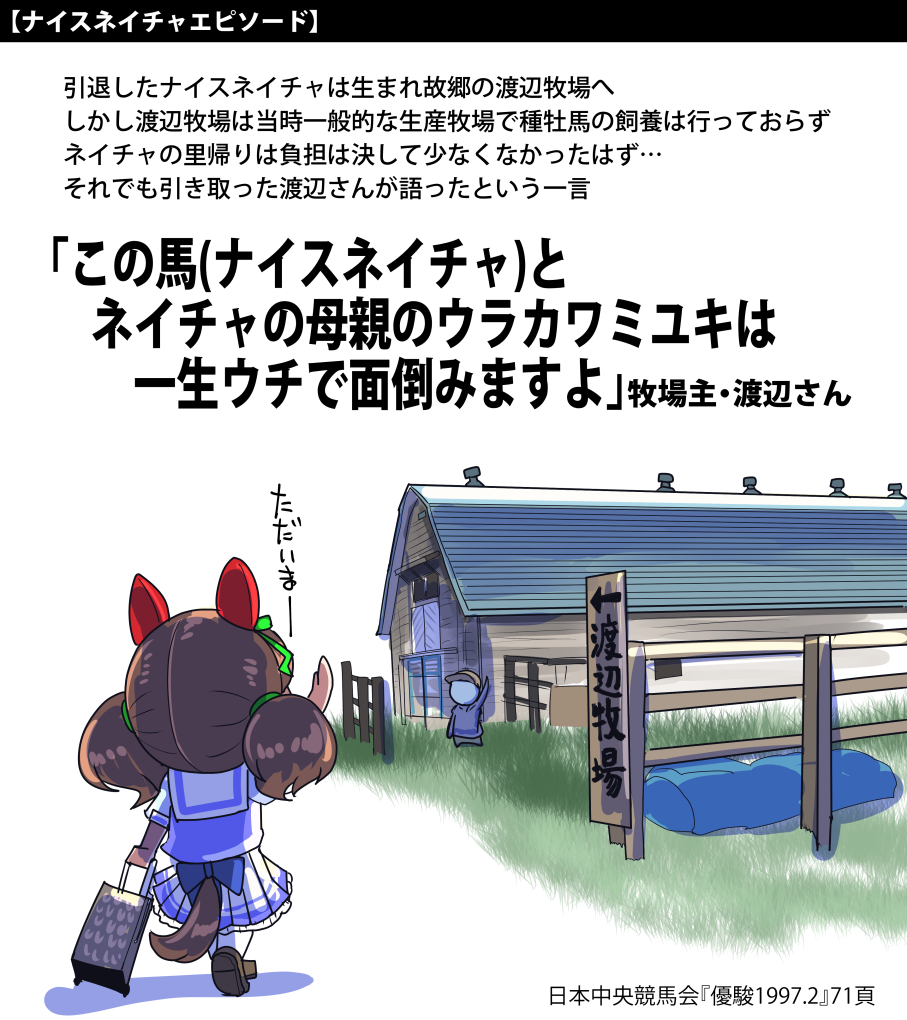 【ナイスネイチャエピソード】
引退したナイスネイチャは生まれ故郷の渡辺牧場へ
しかし渡辺牧場は当時一般的な生産牧場で種牡馬の飼養は行っておらず
ネイチャの里帰りは負担は決して少なくなかったはず…
それでも引き取った渡辺さんが語ったという一言
「この馬(ナイスネイチャ)と
ネイチャの母親のウラカワミユキは
一生ウチで面倒みますよ」牧場主・渡辺さん
ただいまー
←渡辺牧場
日本中央競馬会『優駿1997.2』71頁